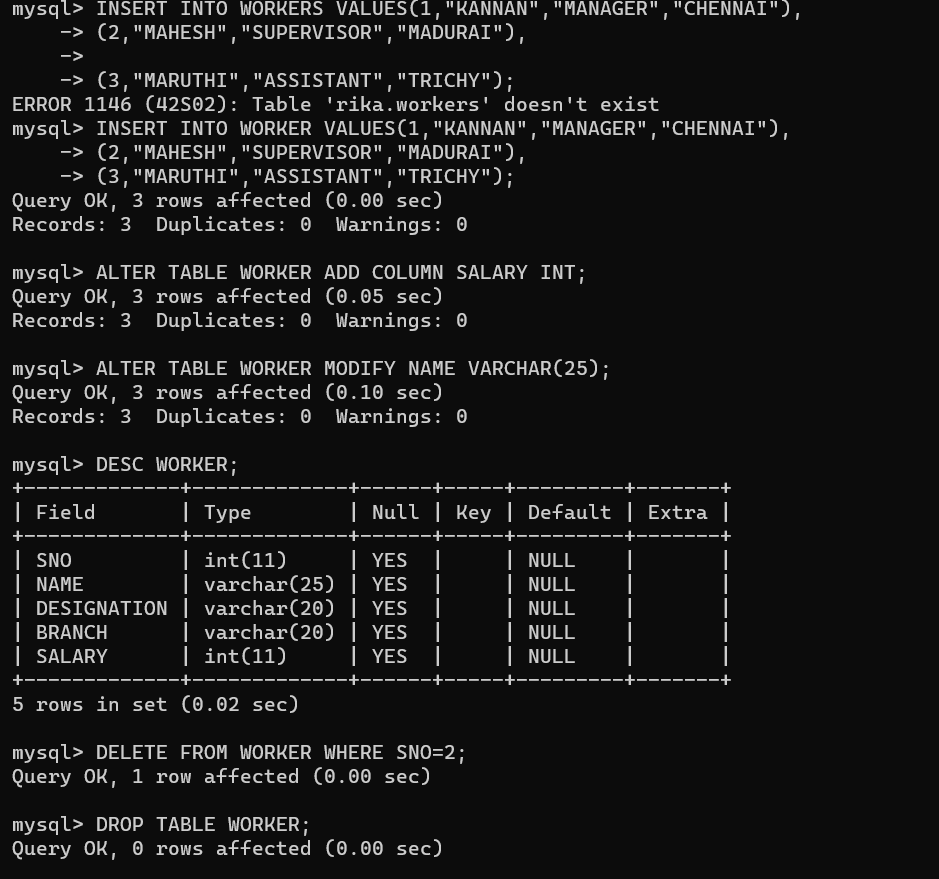 mysql> INSERT INTO WORKERS VALUES(1,"KANNAN","MANAGER","CHENNAI"),
    -> (2,"MAHESH","SUPERVISOR","MADURAI"),
    ->
    -> (3,"MARUTHI","ASSISTANT","TRICHY");
ERROR 1146 (42S02): Table 'rika.workers' doesn't exist
mysql> INSERT INTO WORKER VALUES(1,"KANNAN","MANAGER","CHENNAI"),
    -> (2,"MAHESH","SUPERVISOR","MADURAI"),
    -> (3,"MARUTHI","ASSISTANT","TRICHY");
Query OK, 3 rows affected (0.00 sec)
Records: 3  Duplicates: 0  Warnings: 0

mysql> ALTER TABLE WORKER ADD COLUMN SALARY INT;
Query OK, 3 rows affected (0.05 sec)
Records: 3  Duplicates: 0  Warnings: 0

mysql> ALTER TABLE WORKER MODIFY NAME VARCHAR(25);
Query OK, 3 rows affected (0.10 sec)
Records: 3  Duplicates: 0  Warnings: 0

mysql> DESC WORKER;
+-------------+-------------+------+-----+---------+-------+
| Field       | Type        | Null | Key | Default | Extra |
+-------------+-------------+------+-----+---------+-------+
| SNO         | int(11)     | YES  |     | NULL    |       |
| NAME        | varchar(25) | YES  |     | NULL    |       |
| DESIGNATION | varchar(20) | YES  |     | NULL    |       |
| BRANCH      | varchar(20) | YES  |     | NULL    |       |
| SALARY      | int(11)     | YES  |     | NULL    |       |
+-------------+-------------+------+-----+---------+-------+
5 rows in set (0.02 sec)

mysql> DELETE FROM WORKER WHERE SNO=2;
Query OK, 1 row affected (0.00 sec)

mysql> DROP TABLE WORKER;
Query OK, 0 rows affected (0.00 sec)